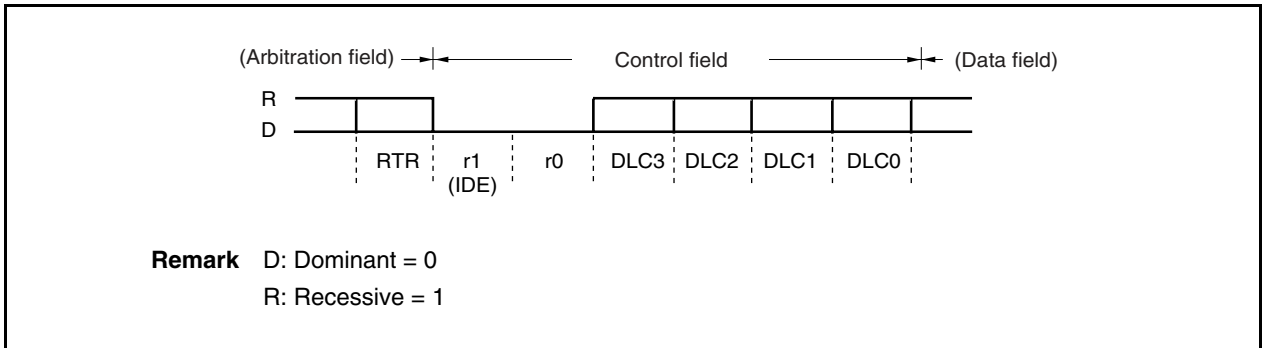 (Arbitration field) Control field (Data field)
R
D
RTR r1 r0 DLC3 DLC2 DLC1 DLC0
(IDE)
Remark D: Dominant = 0
R: Recessive = 1